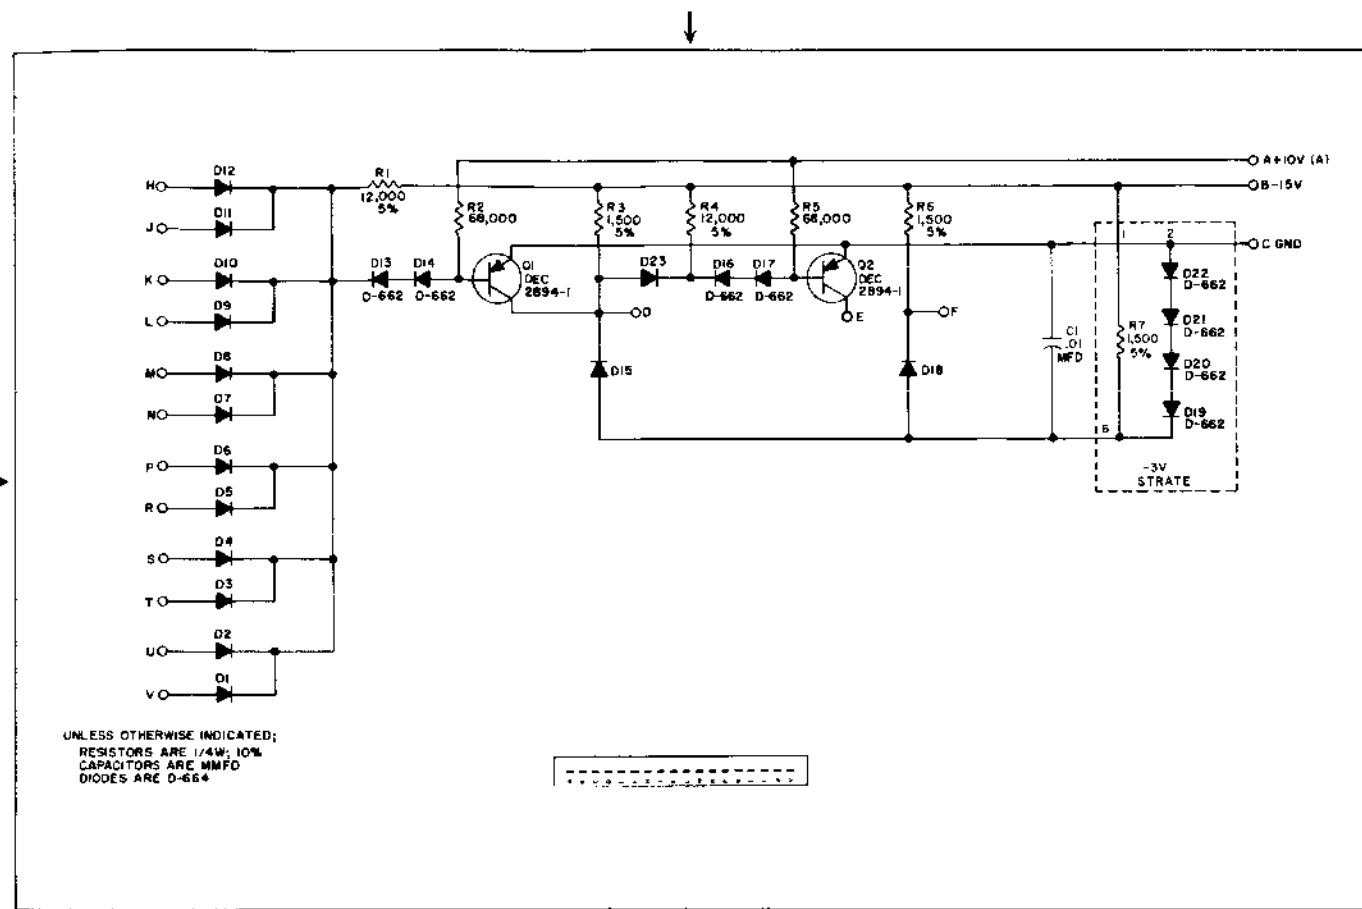 D12
H
J
D11
R1
12,000
5%
A+10V (A)
B-15V
R2
68,000
R3
1,500
5%
R4
12,000
5%
R5
68,000
R6
1,500
5%
1
2
C GND
K
D10
L
D9
D13
D-662
D14
D-662
Q1
DEC
2894-1
D23
D16
D-662
D17
D-662
Q2
DEC
2894-1
D
E
F
D22
D-662
D21
D-662
D20
D-662
D19
D-662
C1
.01
MFD
R7
1,500
5%
D15
D18
M
D8
N
D7
6
-3V
STRATE
P
D6
R
D5
S
D4
T
D3
U
D2
V
D1
UNLESS OTHERWISE INDICATED;
RESISTORS ARE 1/4W; 10%
CAPACITORS ARE MMFD
DIODES ARE D-664